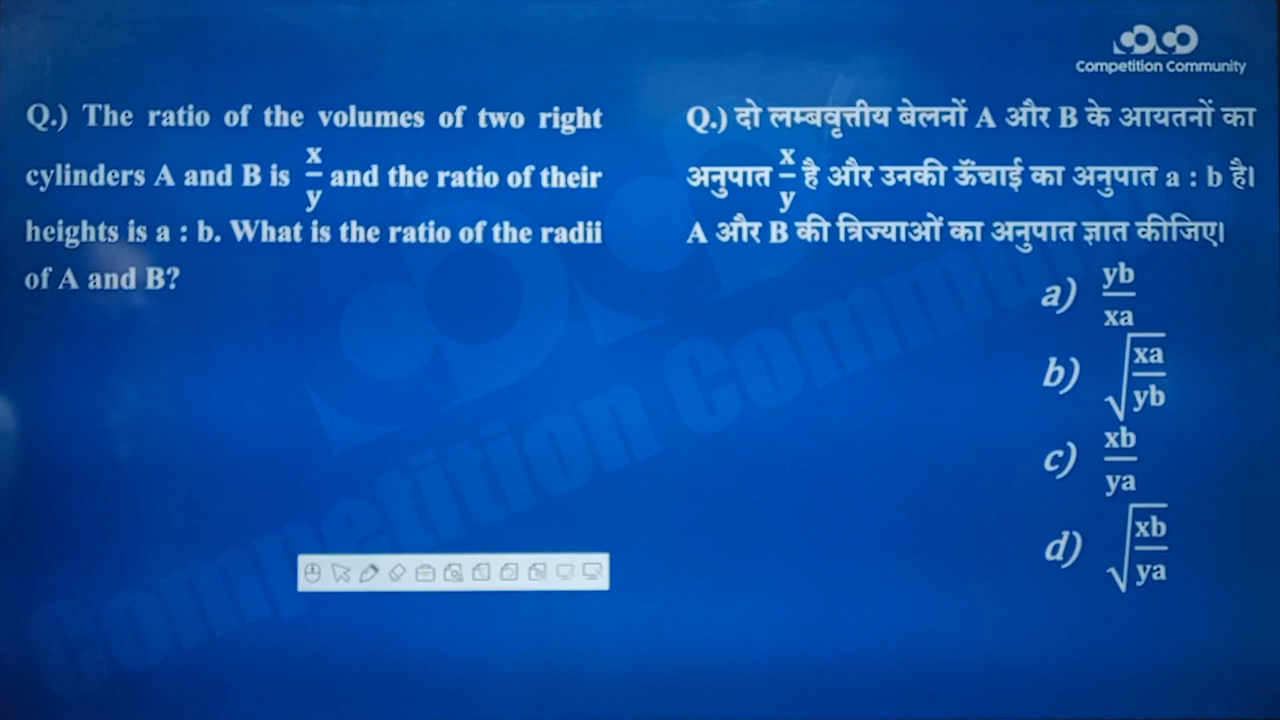 Competition Community
Q.) The ratio of the volumes of two right
cylinders A and B is x/y and the ratio of their
heights is a : b. What is the ratio of the radii
of A and B?
Q.) दो लम्बवृत्तीय बेलनों A और B के आयतनों का
अनुपात x/y है और उनकी ऊँचाई का अनुपात a : b है।
A और B की त्रिज्याओं का अनुपात ज्ञात कीजिए।
a) yb/xa
b) √(xa/yb)
c) xb/ya
d) √(xb/ya)
Competition Community